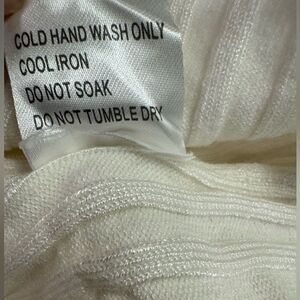 COLD HAND WASH ONLY
COOL IRON
DO NOT SOAK
DO NOT TUMBLE DRY